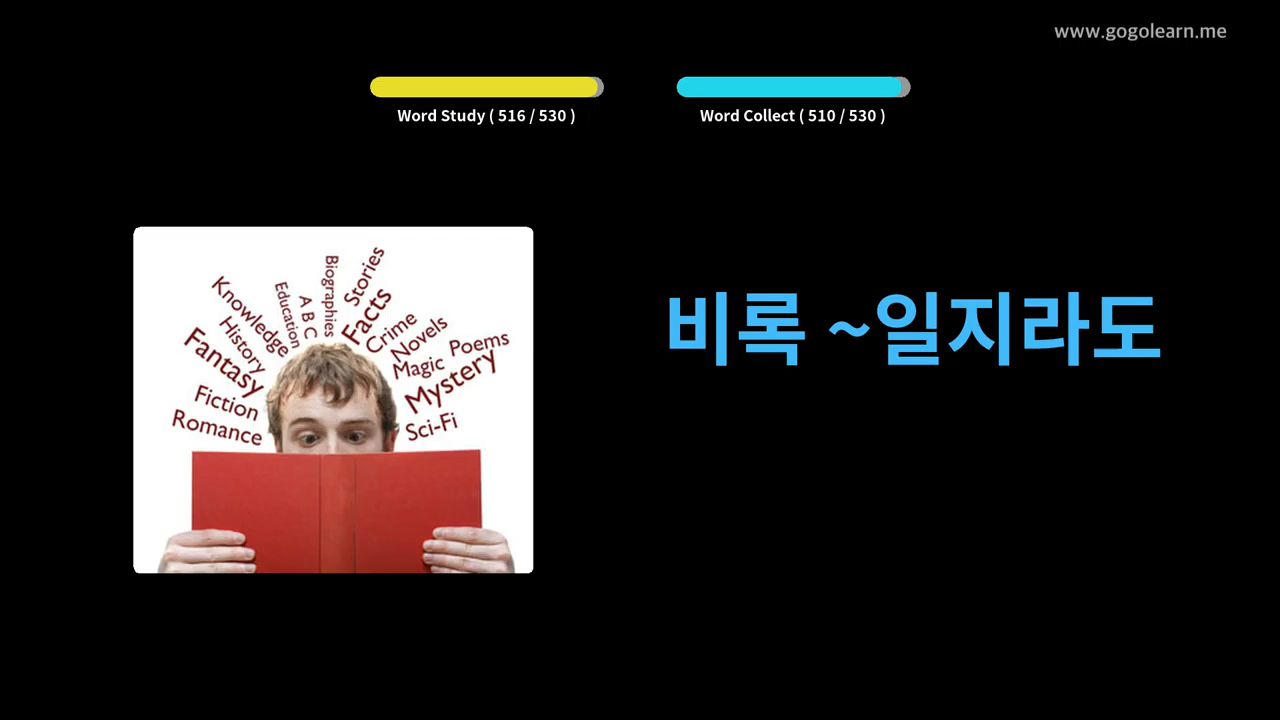 www.gogolearn.me
Word Study ( 516 / 530 )
Word Collect ( 510 / 530 )
비록 ~일지라도
Knowledge
History
Fantasy
Fiction
Romance
Education
A B C
Biographies
Stories
Facts
Crime
Novels
Magic
Poems
Mystery
Sci-Fi